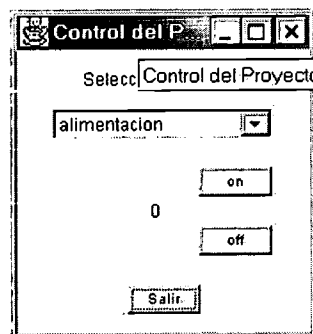 Control del P
Selecc Control del Proyecto
alimentacion
on
0
off
Salir